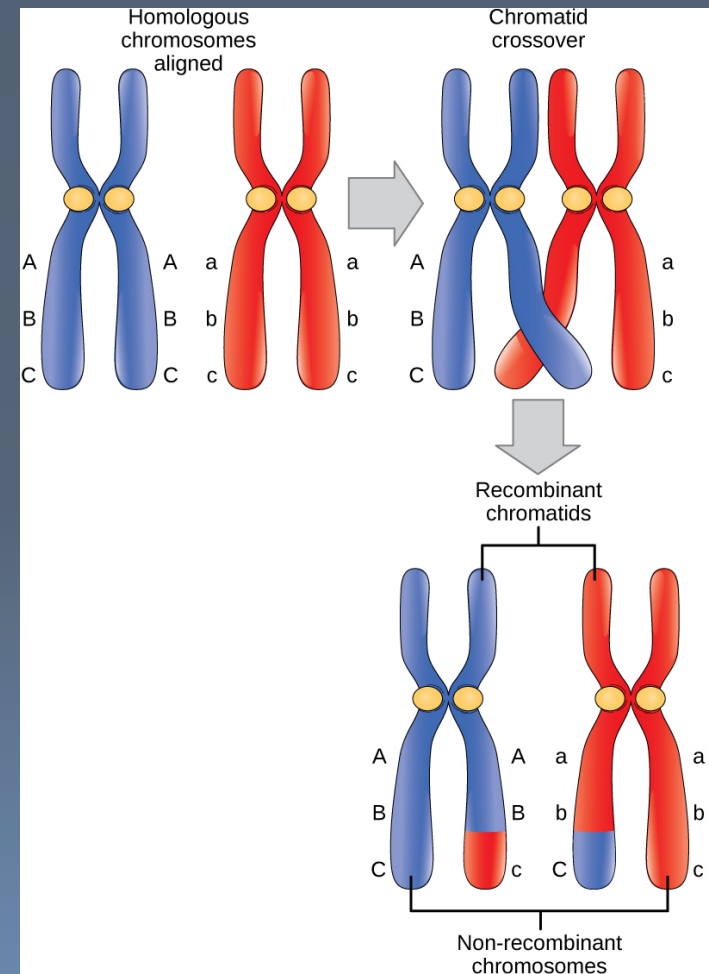 Homologous
chromosomes
aligned
Chromatid
crossover
A A a a A a
B B b b B b
C C c c C c
Recombinant
chromatids
A A a a
B B b b
C c C c
Non-recombinant
chromosomes